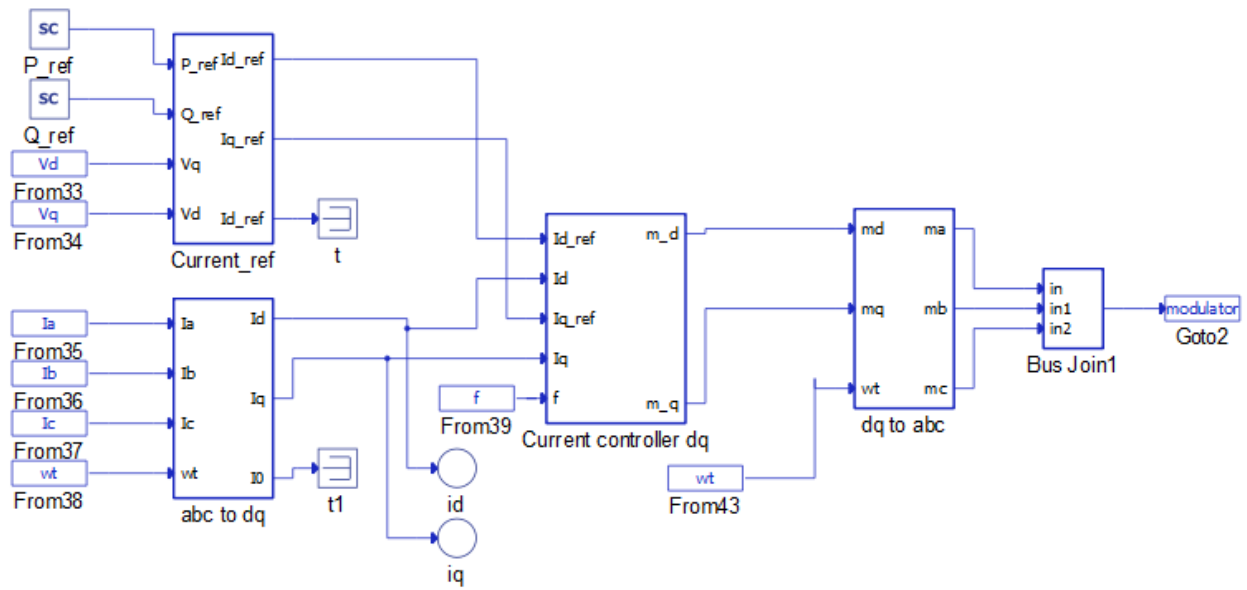 SC
P_ref
SC
Q_ref
Vd
From33
Vq
From34
P_ref
Q_ref
Vq
Vd
Id_ref
Iq_ref
Id_ref
Current_ref
t
Ia
From35
Ib
From36
Ic
From37
wt
From38
Ia
Ib
Ic
wt
Id
Iq
I0
abc to dq
t1
id
iq
f
From39
Id_ref
Id
Iq_ref
Iq
f
m_d
m_q
Current controller dq
wt
From43
md
mq
wt
ma
mb
mc
dq to abc
in
in1
in2
Bus Join1
modulator
Goto2